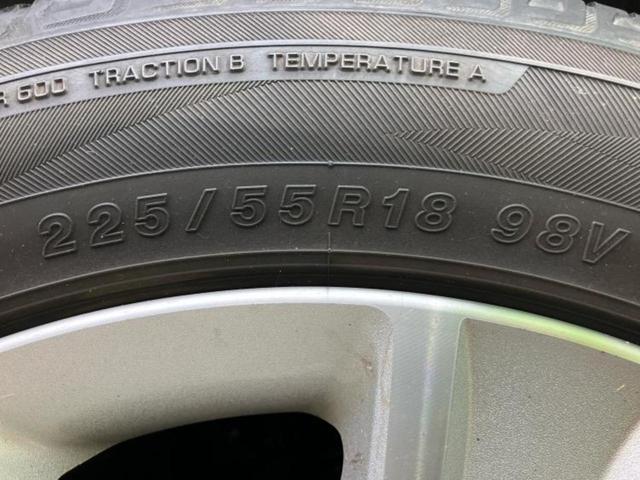 R 600 TRACTION B TEMPERATURE A
225/55R18 98V